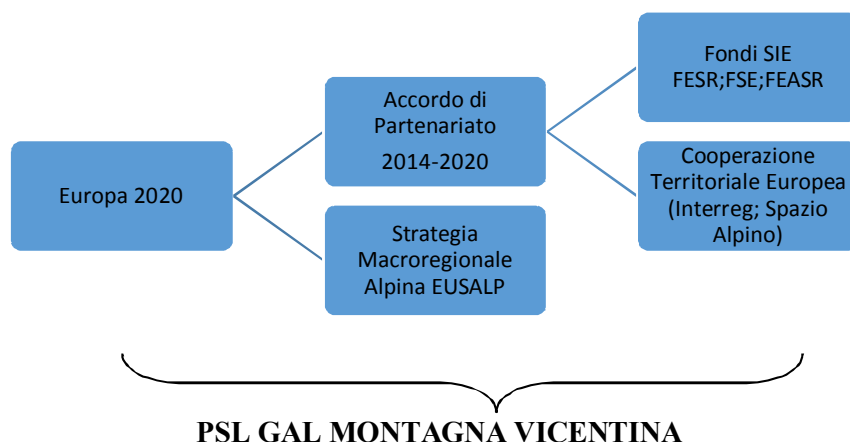 Europa 2020
Accordo di
Partenariato
2014-2020
Strategia
Macroregionale
Alpina EUSALP
Fondi SIE
FESR;FSE;FEASR
Cooperazione
Territoriale Europea
(Interreg; Spazio
Alpino)
PSL GAL MONTAGNA VICENTINA